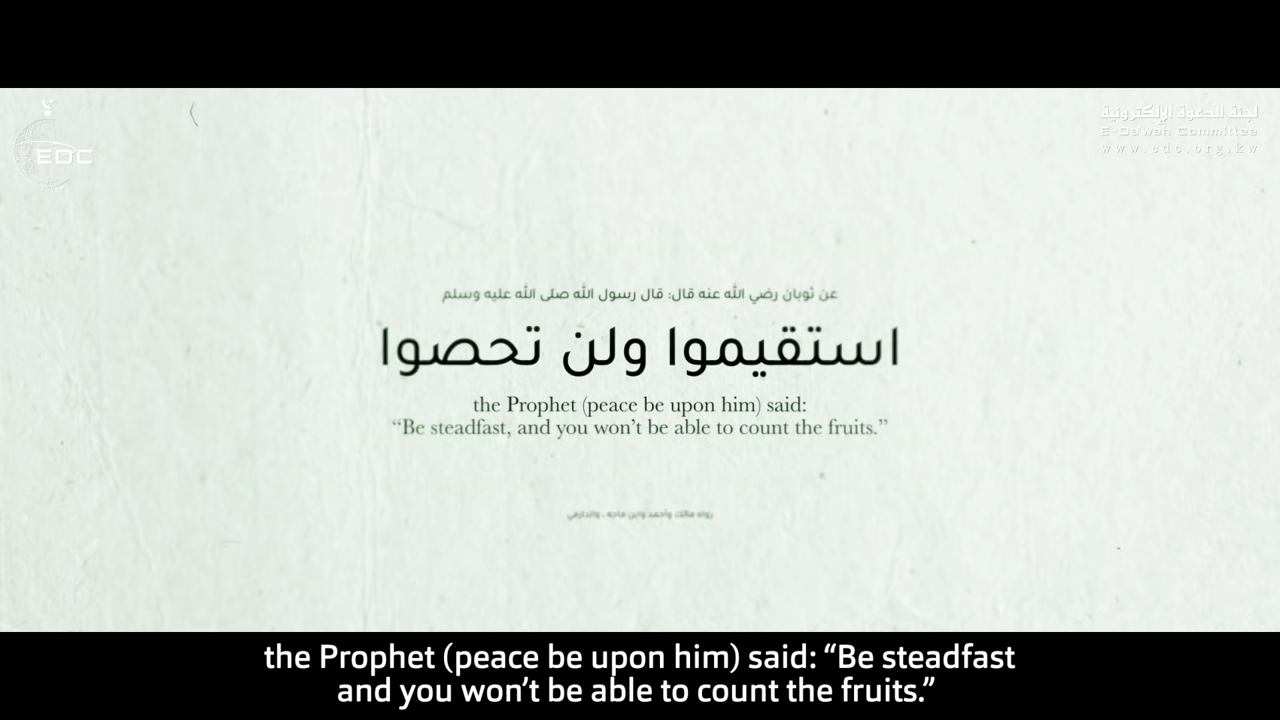 EDC
لجنة الدعوة الإلكترونية
E-Da'wah Committee
www.edc.org.kw
عن ثوبان رضي الله عنه قال: قال رسول الله صلى الله عليه وسلم
استقيموا ولن تحصوا
the Prophet (peace be upon him) said:
“Be steadfast, and you won’t be able to count the fruits.”
رواه مالك وأحمد وابن ماجه ، والدارمي
the Prophet (peace be upon him) said: “Be steadfast
and you won’t be able to count the fruits.”